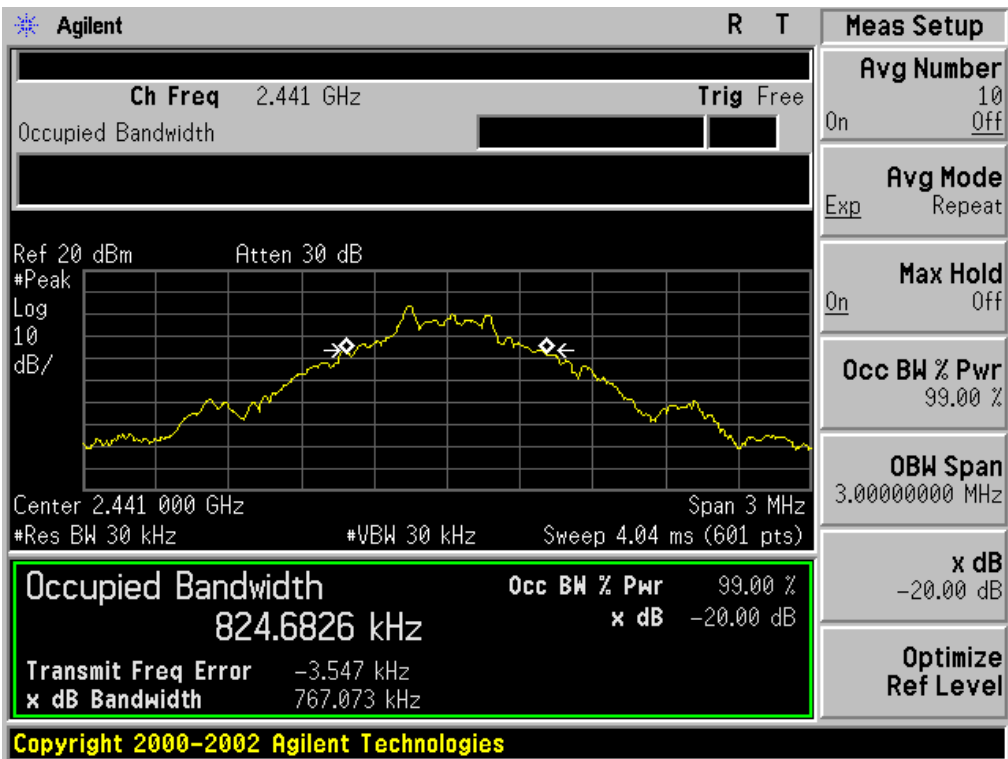 Agilent R T Meas Setup
Ch Freq 2.441 GHz Trig Free
Occupied Bandwidth
Ref 20 dBm Atten 30 dB
#Peak
Log
10
dB/
Center 2.441 000 GHz Span 3 MHz
#Res BW 30 kHz #VBW 30 kHz Sweep 4.04 ms (601 pts)
Occupied Bandwidth Occ BW % Pwr 99.00 %
824.6826 kHz x dB -20.00 dB
Transmit Freq Error -3.547 kHz
x dB Bandwidth 767.073 kHz
Copyright 2000-2002 Agilent Technologies
Avg Number
10
On Off
Avg Mode
Exp Repeat
Max Hold
On Off
Occ BW % Pwr
99.00 %
OBW Span
3.00000000 MHz
x dB
-20.00 dB
Optimize
Ref Level